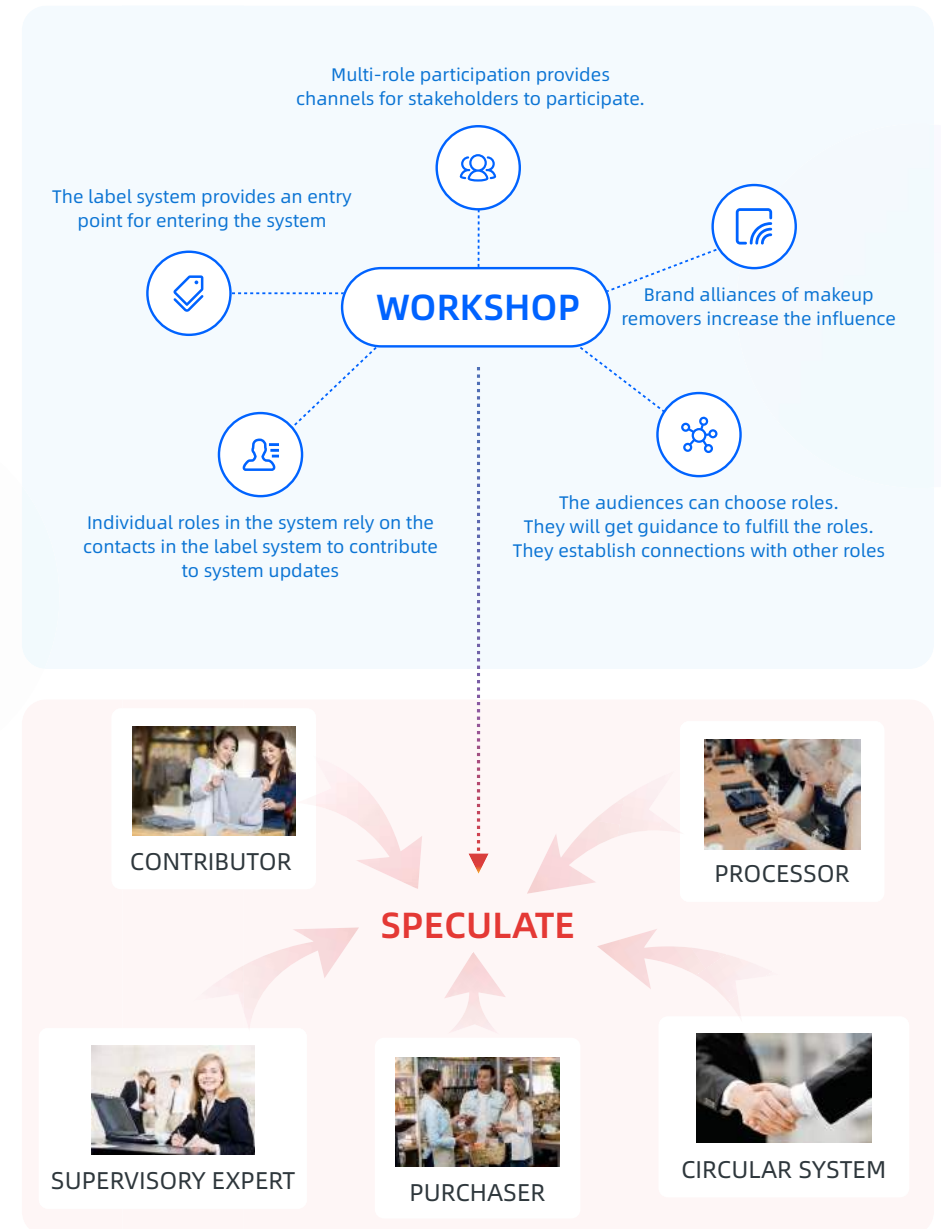 Multi-role participation provides
channels for stakeholders to participate.
The label system provides an entry
point for entering the system
WORKSHOP
Brand alliances of makeup
removers increase the influence
Individual roles in the system rely on the
contacts in the label system to contribute
to system updates
The audiences can choose roles.
They will get guidance to fulfill the roles.
They establish connections with other roles
CONTRIBUTOR
PROCESSOR
SPECULATE
SUPERVISORY EXPERT
PURCHASER
CIRCULAR SYSTEM